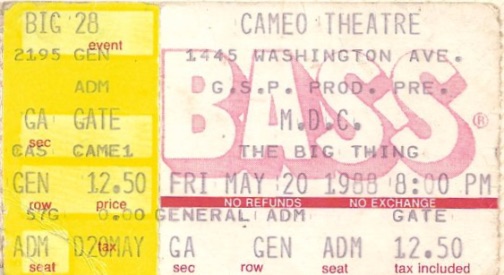 BIG 28 CAMEO THEATRE
event
2195 GEN 1445 WASHINGTON AVE.
ADM G.S.P. PROD. PRE.
BASS®
GA GATE M.D.C.
sec
CAS CAME1 THE BIG THING
GEN 12.50 FRI MAY 20 1988 8:00 PM
row price NO REFUNDS NO EXCHANGE
57G 0.00 GENERAL ADM GATE
tax
ADM D20MAY GA GEN ADM 12.50
seat sec row seat tax included